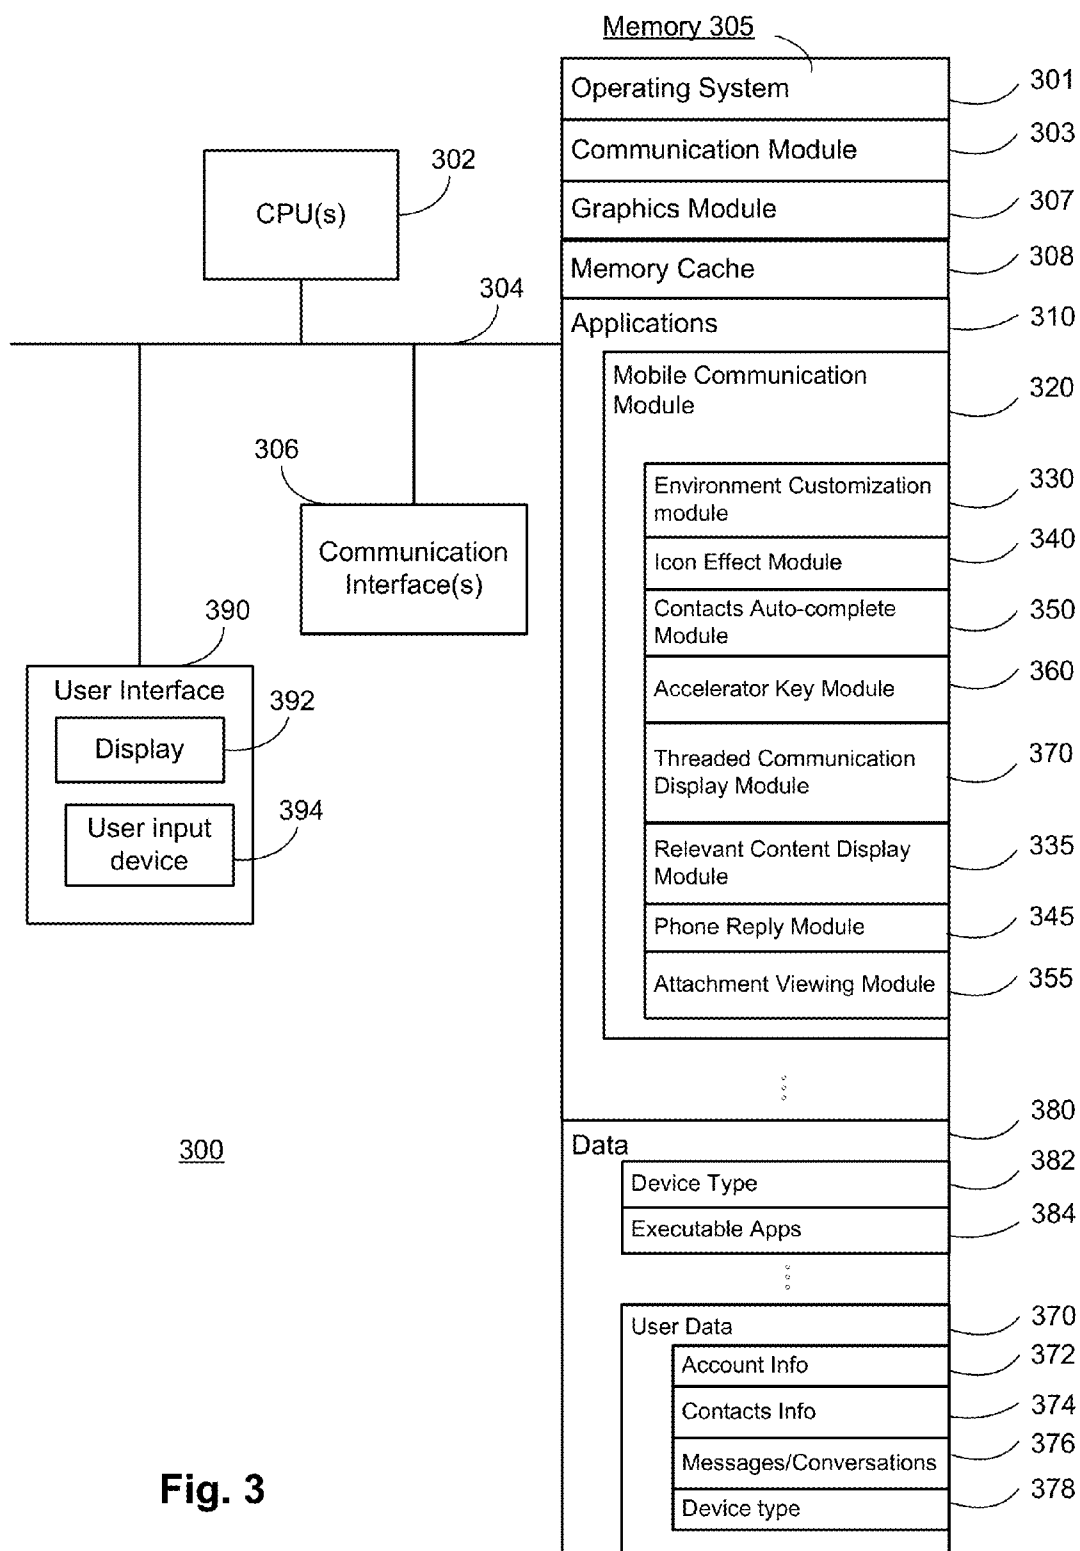 Memory 305
Operating System
301
Communication Module
303
Graphics Module
307
Memory Cache
308
Applications
310
Mobile Communication
Module
320
Environment Customization
module
330
Icon Effect Module
340
Contacts Auto-complete
Module
350
Accelerator Key Module
360
Threaded Communication
Display Module
370
Relevant Content Display
Module
335
Phone Reply Module
345
Attachment Viewing Module
355
Data
380
Device Type
382
Executable Apps
384
User Data
370
Account Info
372
Contacts Info
374
Messages/Conversations
376
Device type
378
302
CPU(s)
304
306
Communication
Interface(s)
390
User Interface
392
Display
394
User input
device
300
Fig. 3